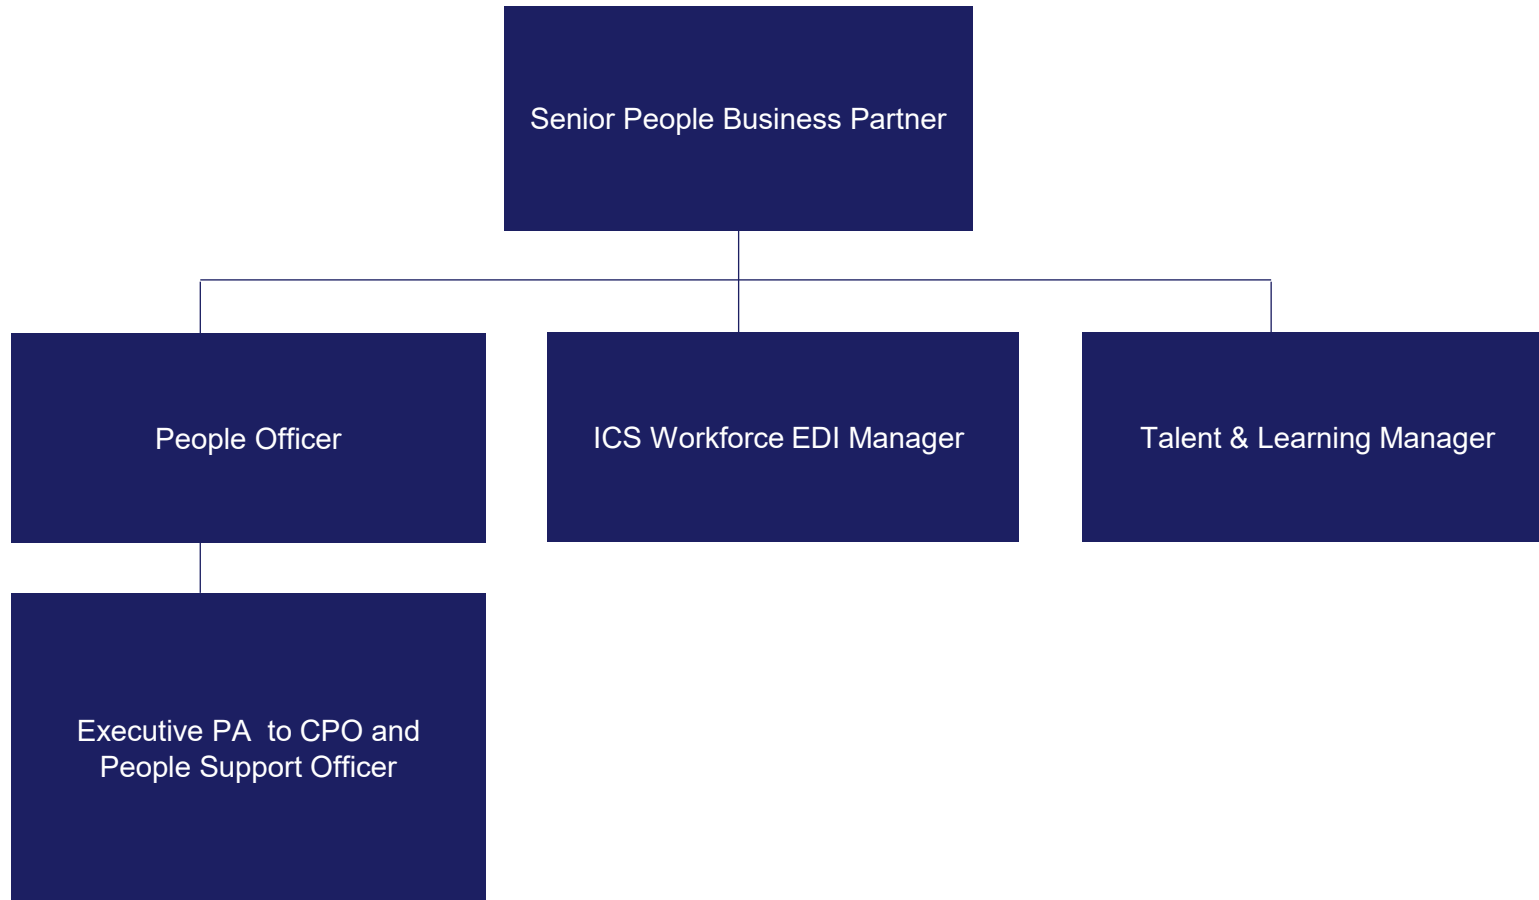 Senior People Business Partner
People Officer
ICS Workforce EDI Manager
Talent & Learning Manager
Executive PA  to CPO and
People Support Officer